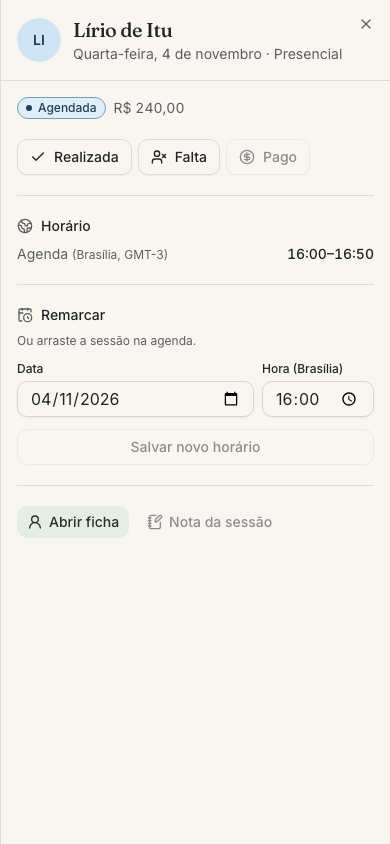 LI
Lírio de Itu
Quarta-feira, 4 de novembro · Presencial
Agendada R$ 240,00
Realizada Falta Pago
Horário
Agenda (Brasília, GMT-3) 16:00–16:50
Remarcar
Ou arraste a sessão na agenda.
Data Hora (Brasília)
04/11/2026 16:00
Salvar novo horário
Abrir ficha Nota da sessão